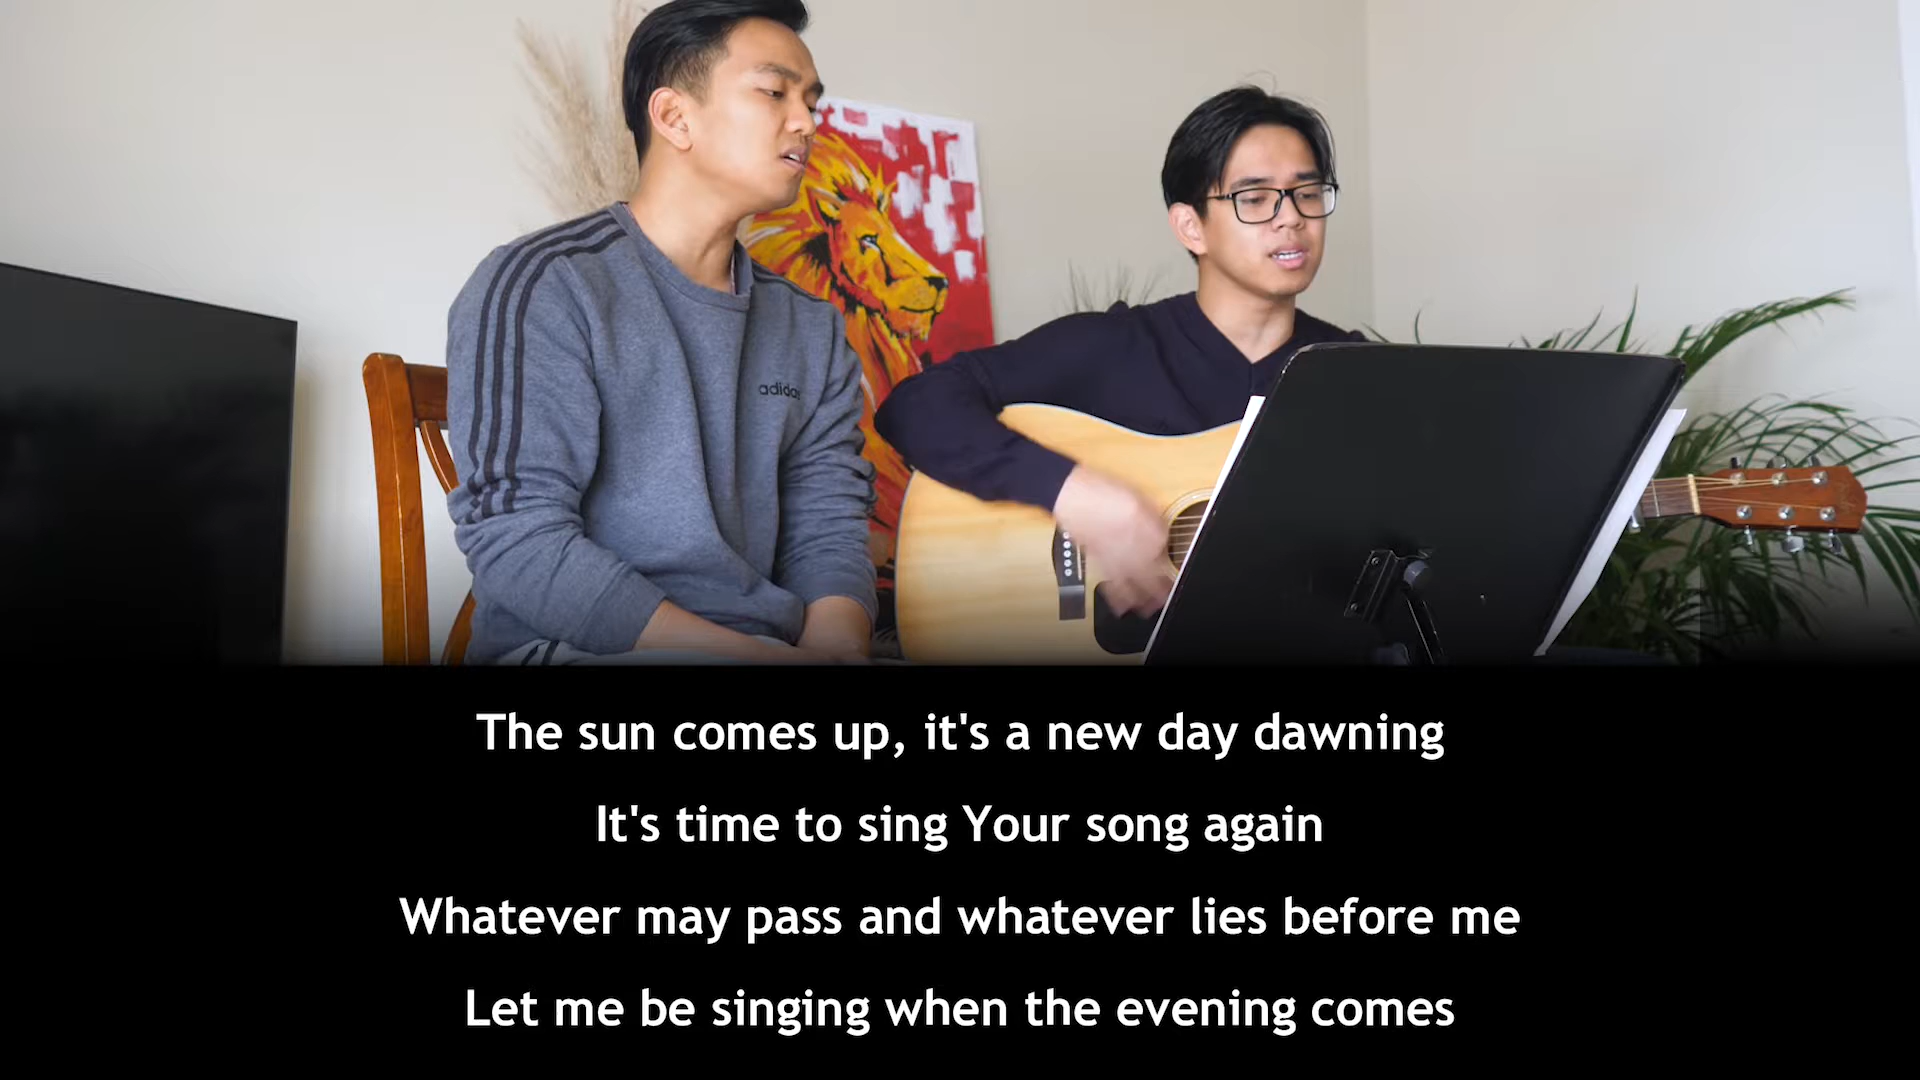 adidas
The sun comes up, it's a new day dawning
It's time to sing Your song again
Whatever may pass and whatever lies before me
Let me be singing when the evening comes